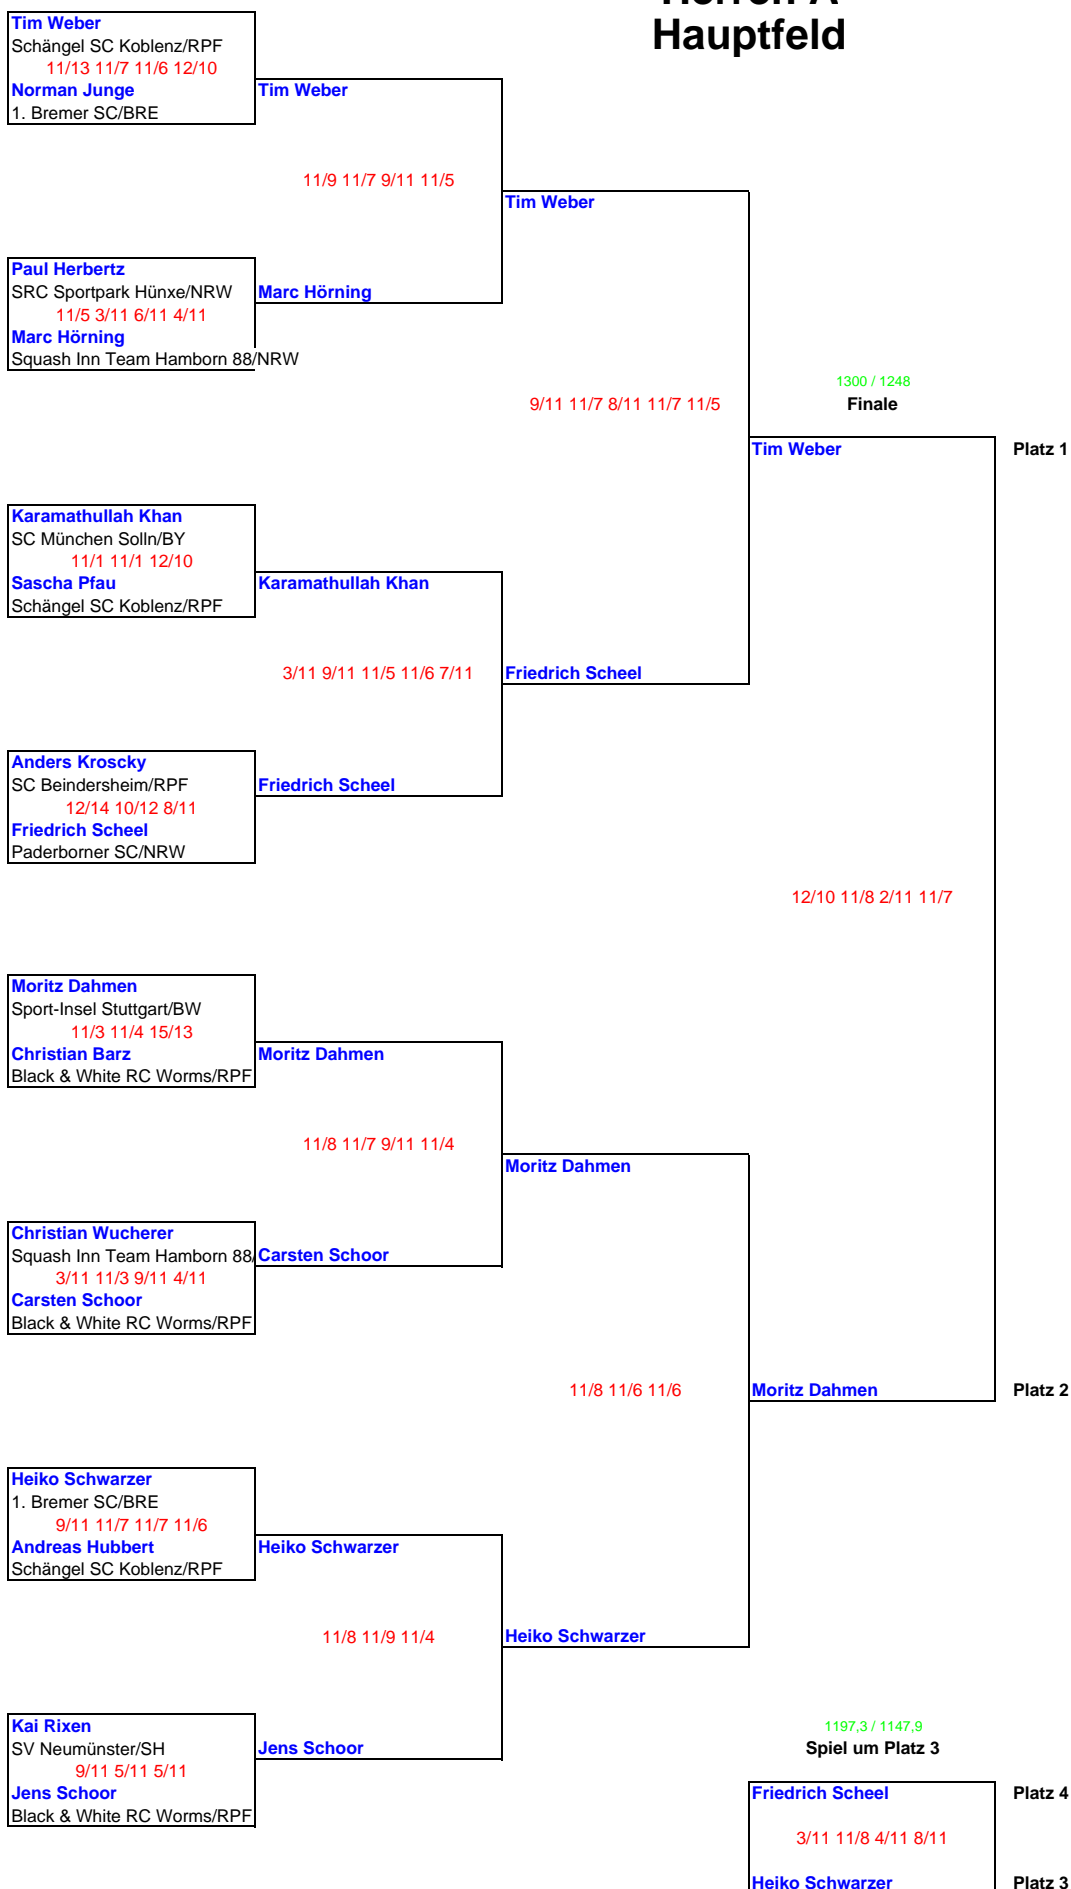 Herren A
Hauptfeld
Tim Weber
Schängel SC Koblenz/RPF
11/13 11/7 11/6 12/10
Norman Junge
1. Bremer SC/BRE
Tim Weber
11/9 11/7 9/11 11/5
Tim Weber
Paul Herbertz
SRC Sportpark Hünxe/NRW
11/5 3/11 6/11 4/11
Marc Hörning
Squash Inn Team Hamborn 88/NRW
Marc Hörning
9/11 11/7 8/11 11/7 11/5
1300 / 1248
Finale
Tim Weber
Platz 1
Karamathullah Khan
SC München Solln/BY
11/1 11/1 12/10
Sascha Pfau
Schängel SC Koblenz/RPF
Karamathullah Khan
3/11 9/11 11/5 11/6 7/11
Friedrich Scheel
Anders Kroscky
SC Beindersheim/RPF
12/14 10/12 8/11
Friedrich Scheel
Paderborner SC/NRW
Friedrich Scheel
12/10 11/8 2/11 11/7
Moritz Dahmen
Sport-Insel Stuttgart/BW
11/3 11/4 15/13
Christian Barz
Black & White RC Worms/RPF
Moritz Dahmen
11/8 11/7 9/11 11/4
Moritz Dahmen
Christian Wucherer
Squash Inn Team Hamborn 88/
3/11 11/3 9/11 4/11
Carsten Schoor
Black & White RC Worms/RPF
Carsten Schoor
11/8 11/6 11/6
Moritz Dahmen
Platz 2
Heiko Schwarzer
1. Bremer SC/BRE
9/11 11/7 11/7 11/6
Andreas Hubbert
Schängel SC Koblenz/RPF
Heiko Schwarzer
11/8 11/9 11/4
Heiko Schwarzer
Kai Rixen
SV Neumünster/SH
9/11 5/11 5/11
Jens Schoor
Black & White RC Worms/RPF
Jens Schoor
1197,3 / 1147,9
Spiel um Platz 3
Friedrich Scheel
Platz 4
3/11 11/8 4/11 8/11
Heiko Schwarzer
Platz 3